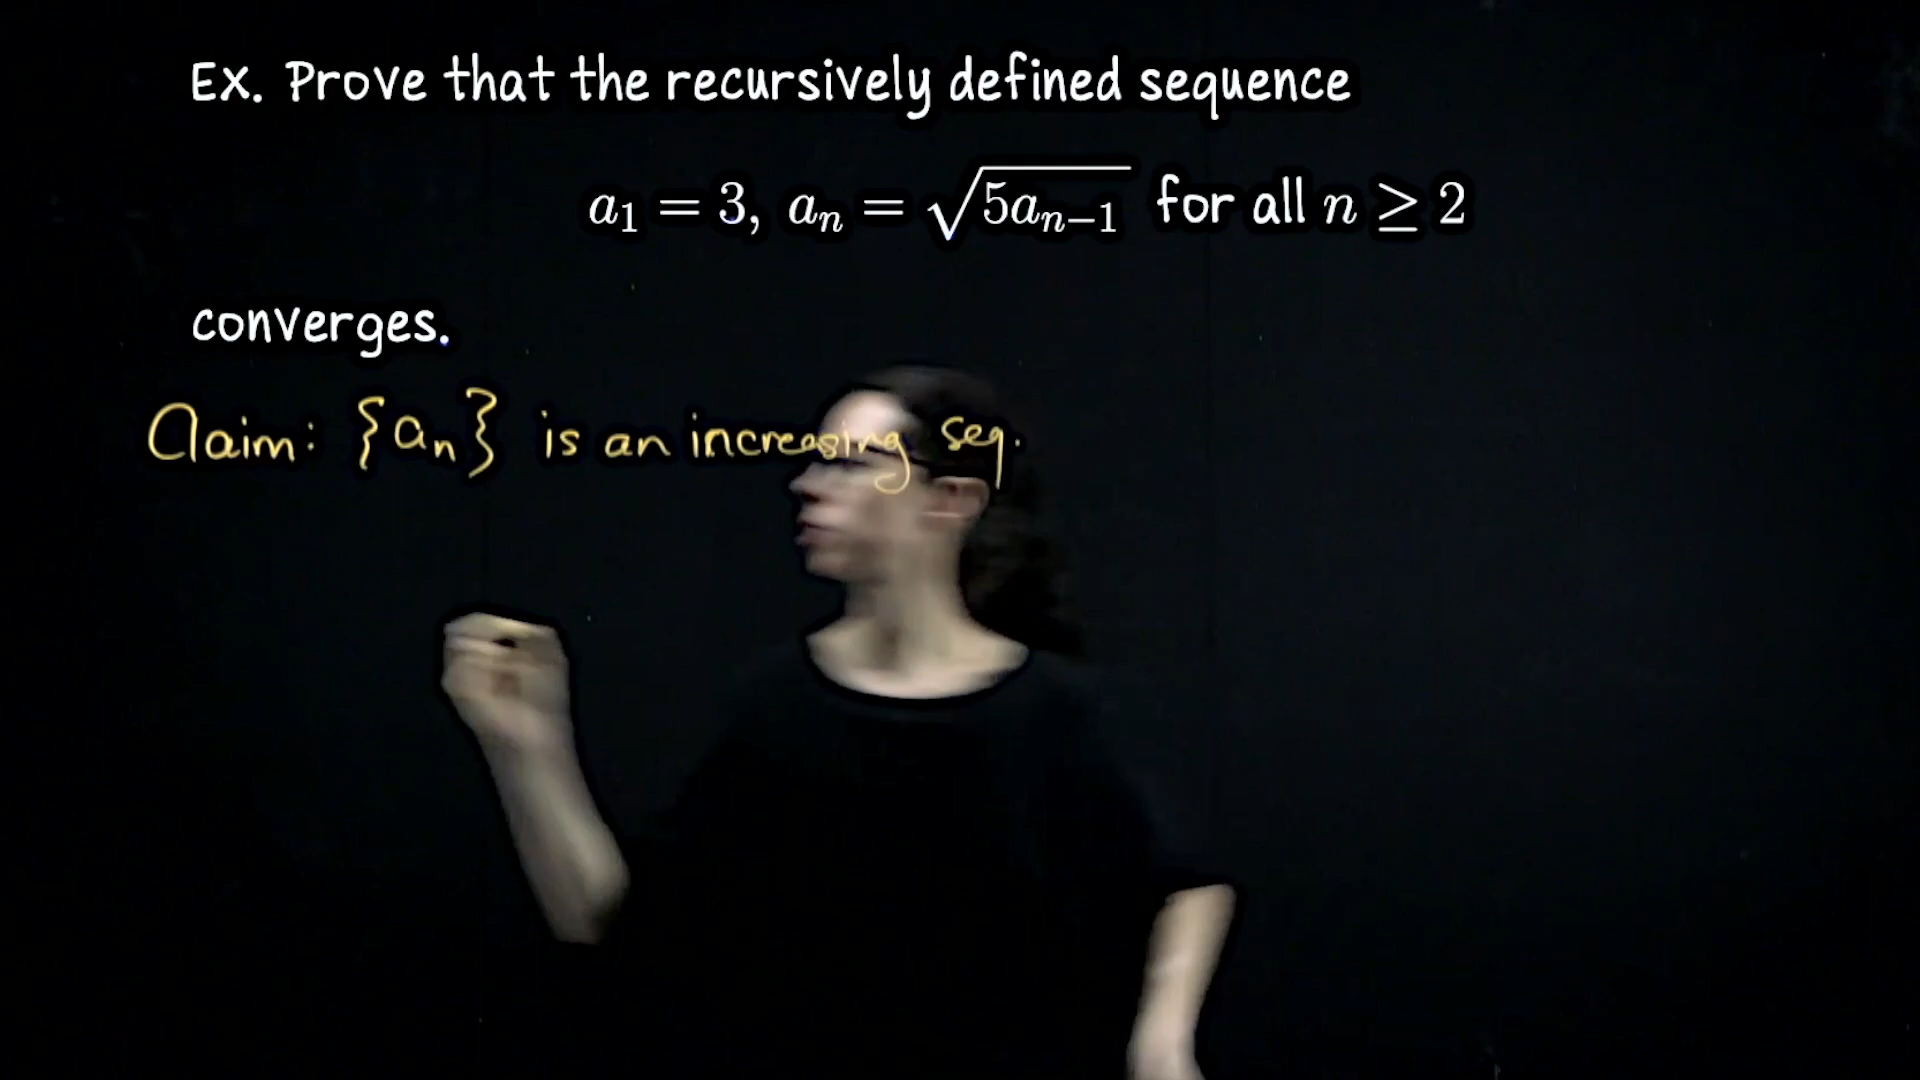 Ex. Prove that the recursively defined sequence
a₁ = 3, aₙ = √(5aₙ₋₁) for all n ≥ 2
converges.
Claim: {aₙ} is an increasing seq.